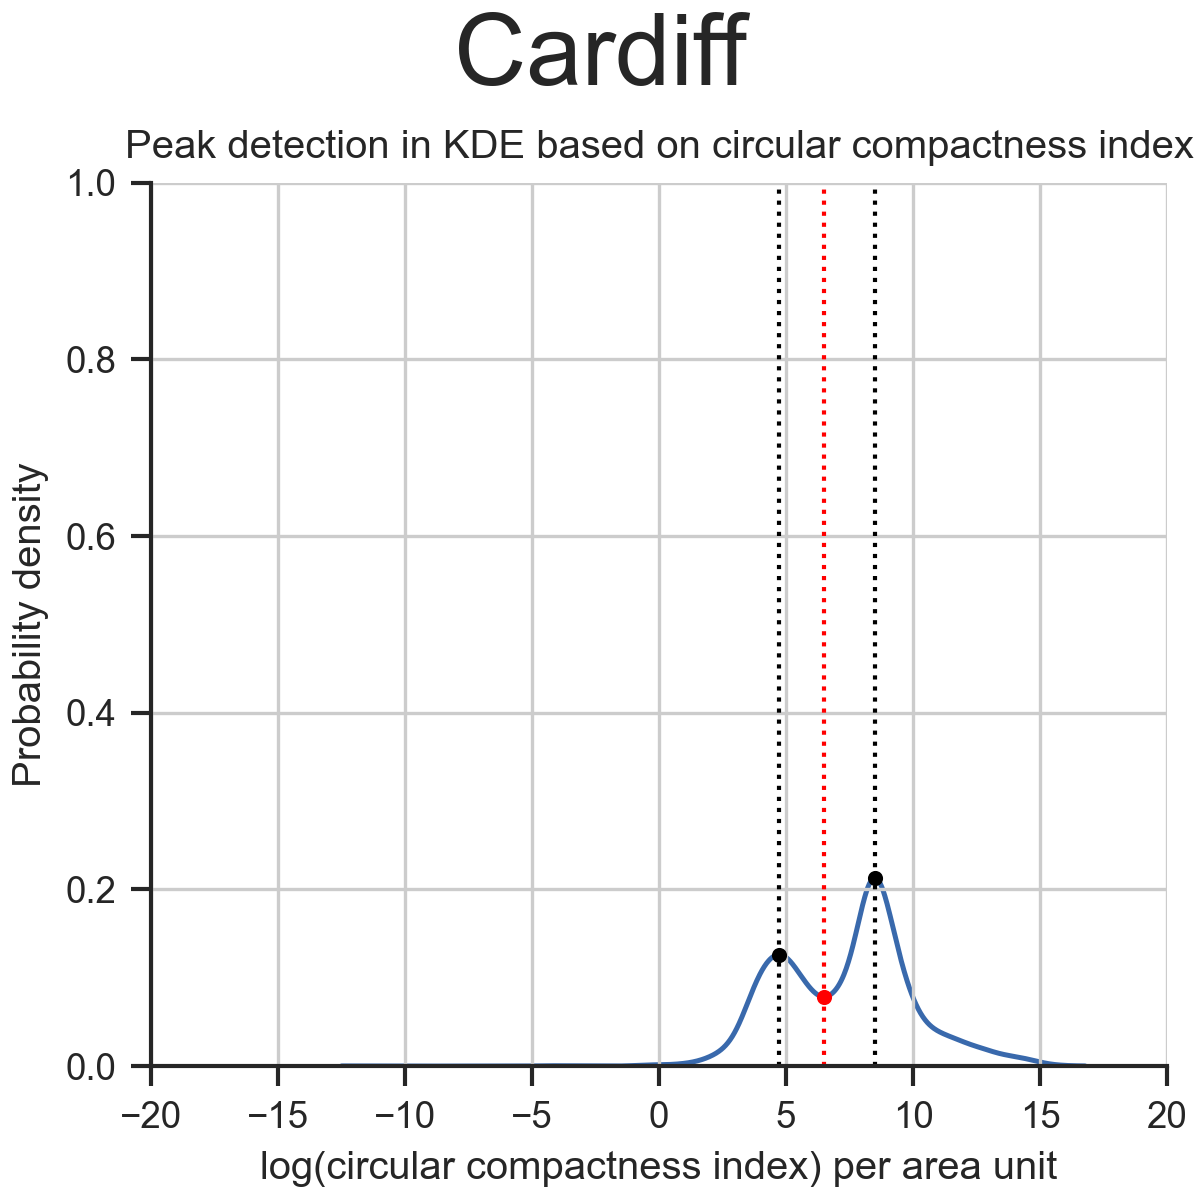 Cardiff
Peak detection in KDE based on circular compactness index
1.0
0.8
0.6
0.4
0.2
0.0
Probability density
−20 −15 −10 −5 0 5 10 15 20
log(circular compactness index) per area unit